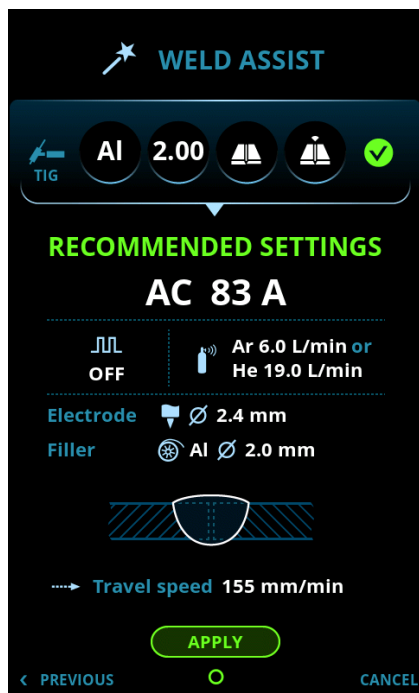 WELD ASSIST
TIG
Al
2.00
RECOMMENDED SETTINGS
AC 83 A
OFF
Ar 6.0 L/min or
He 19.0 L/min
Electrode Ø 2.4 mm
Filler Al Ø 2.0 mm
Travel speed 155 mm/min
APPLY
‹ PREVIOUS
CANCEL